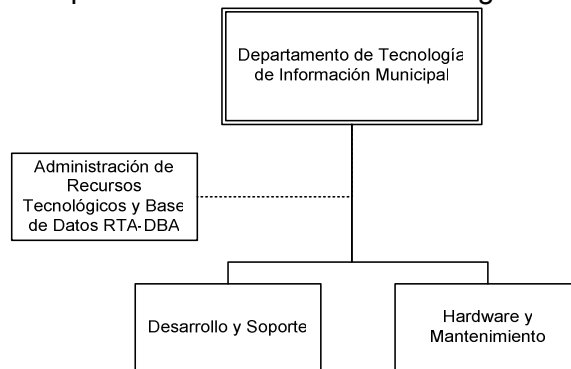 Departamento de Tecnología
de Información Municipal
Administración de
Recursos
Tecnológicos y Base
de Datos RTA-DBA
Desarrollo y Soporte
Hardware y
Mantenimiento